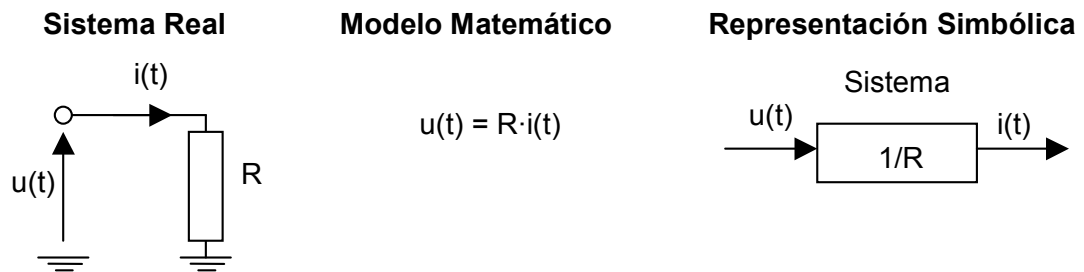 Sistema Real
Modelo Matemático
Representación Simbólica
i(t)
u(t)
R
u(t) = R·i(t)
Sistema
u(t)
1/R
i(t)